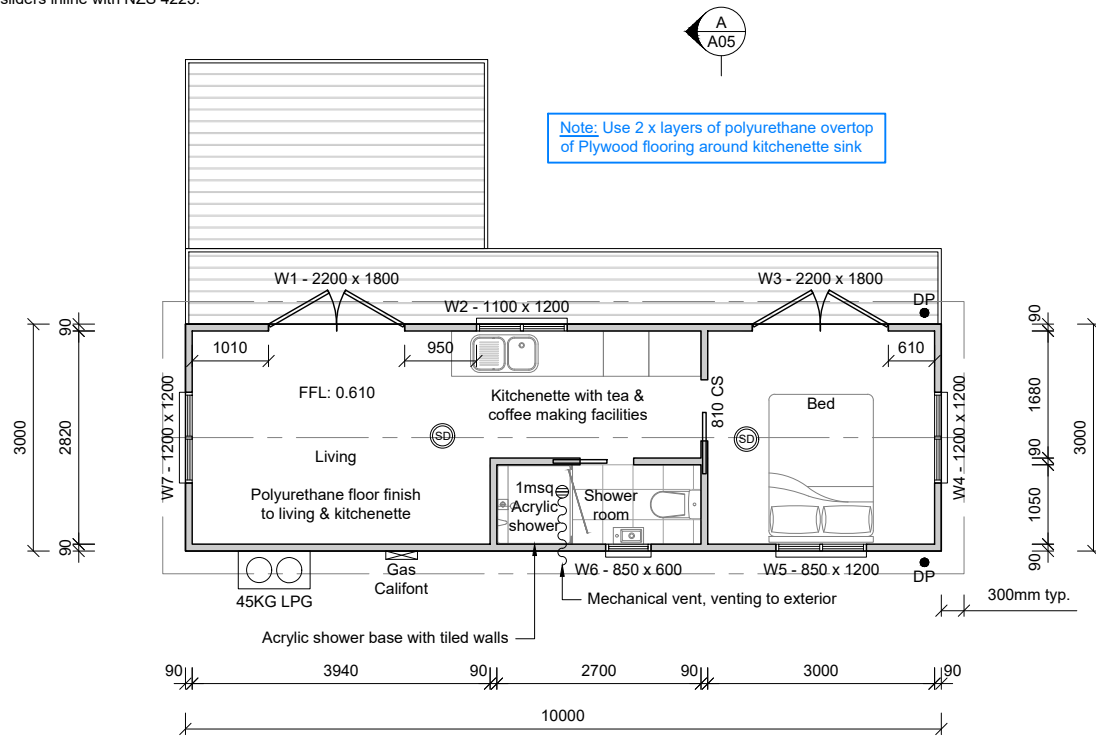 sliders inline with NZS 4223.
A
A05
Note: Use 2 x layers of polyurethane overtop
of Plywood flooring around kitchenette sink
W1 - 2200 x 1800
W3 - 2200 x 1800
W2 - 1100 x 1200
DP
90
90
1010
950
610
3000
2820
W7 - 1200 x 1200
FFL: 0.610
Kitchenette with tea &
coffee making facilities
810 CS
Bed
W4 - 1200 x 1200
1680
3000
SD
SD
90
Living
Polyurethane floor finish
to living & kitchenette
1msq
Acrylic
shower
Shower
room
1050
90
90
Gas
Califont
W6 - 850 x 600
W5 - 850 x 1200
DP
45KG LPG
Mechanical vent, venting to exterior
300mm typ.
Acrylic shower base with tiled walls
90
3940
90
2700
90
3000
90
10000